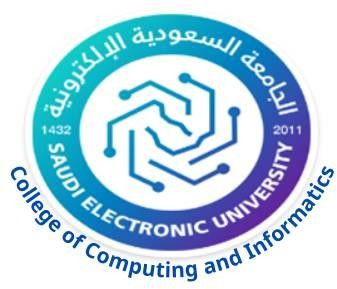 الجامعة السعودية الإلكترونية
1432
2011
SAUDI ELECTRONIC UNIVERSITY
College of Computing and Informatics